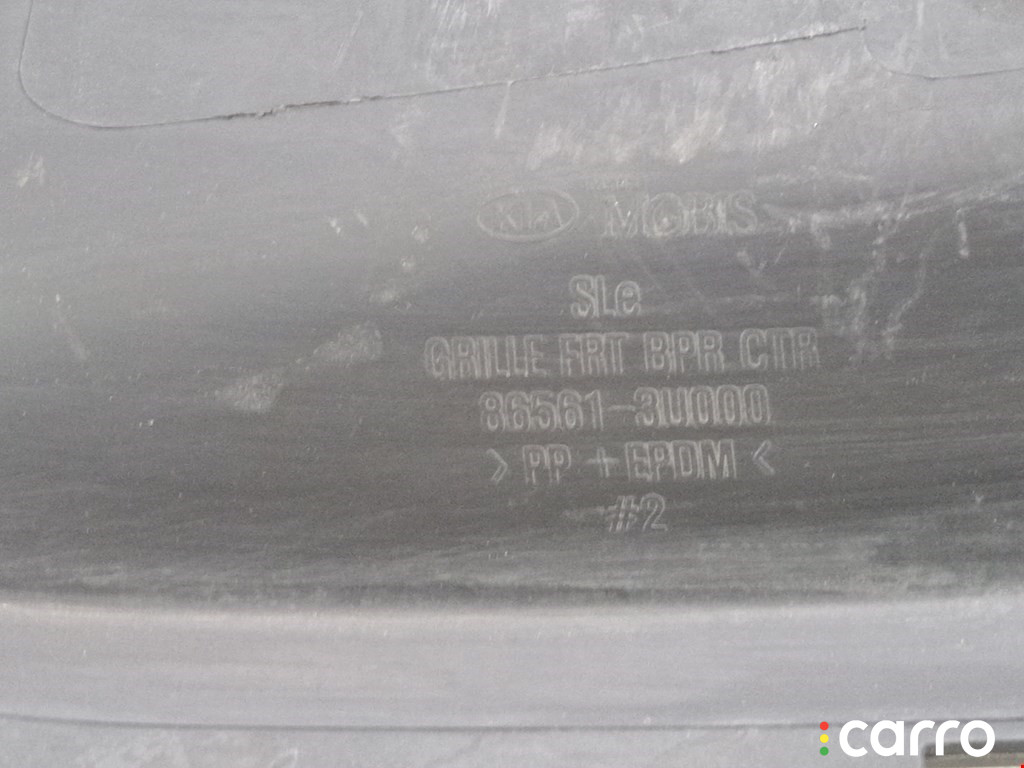 KIA MOBIS
SLe
GRILLE FRT BPR CTR
86561-3U000
>PP+EPDM<
#2
carro